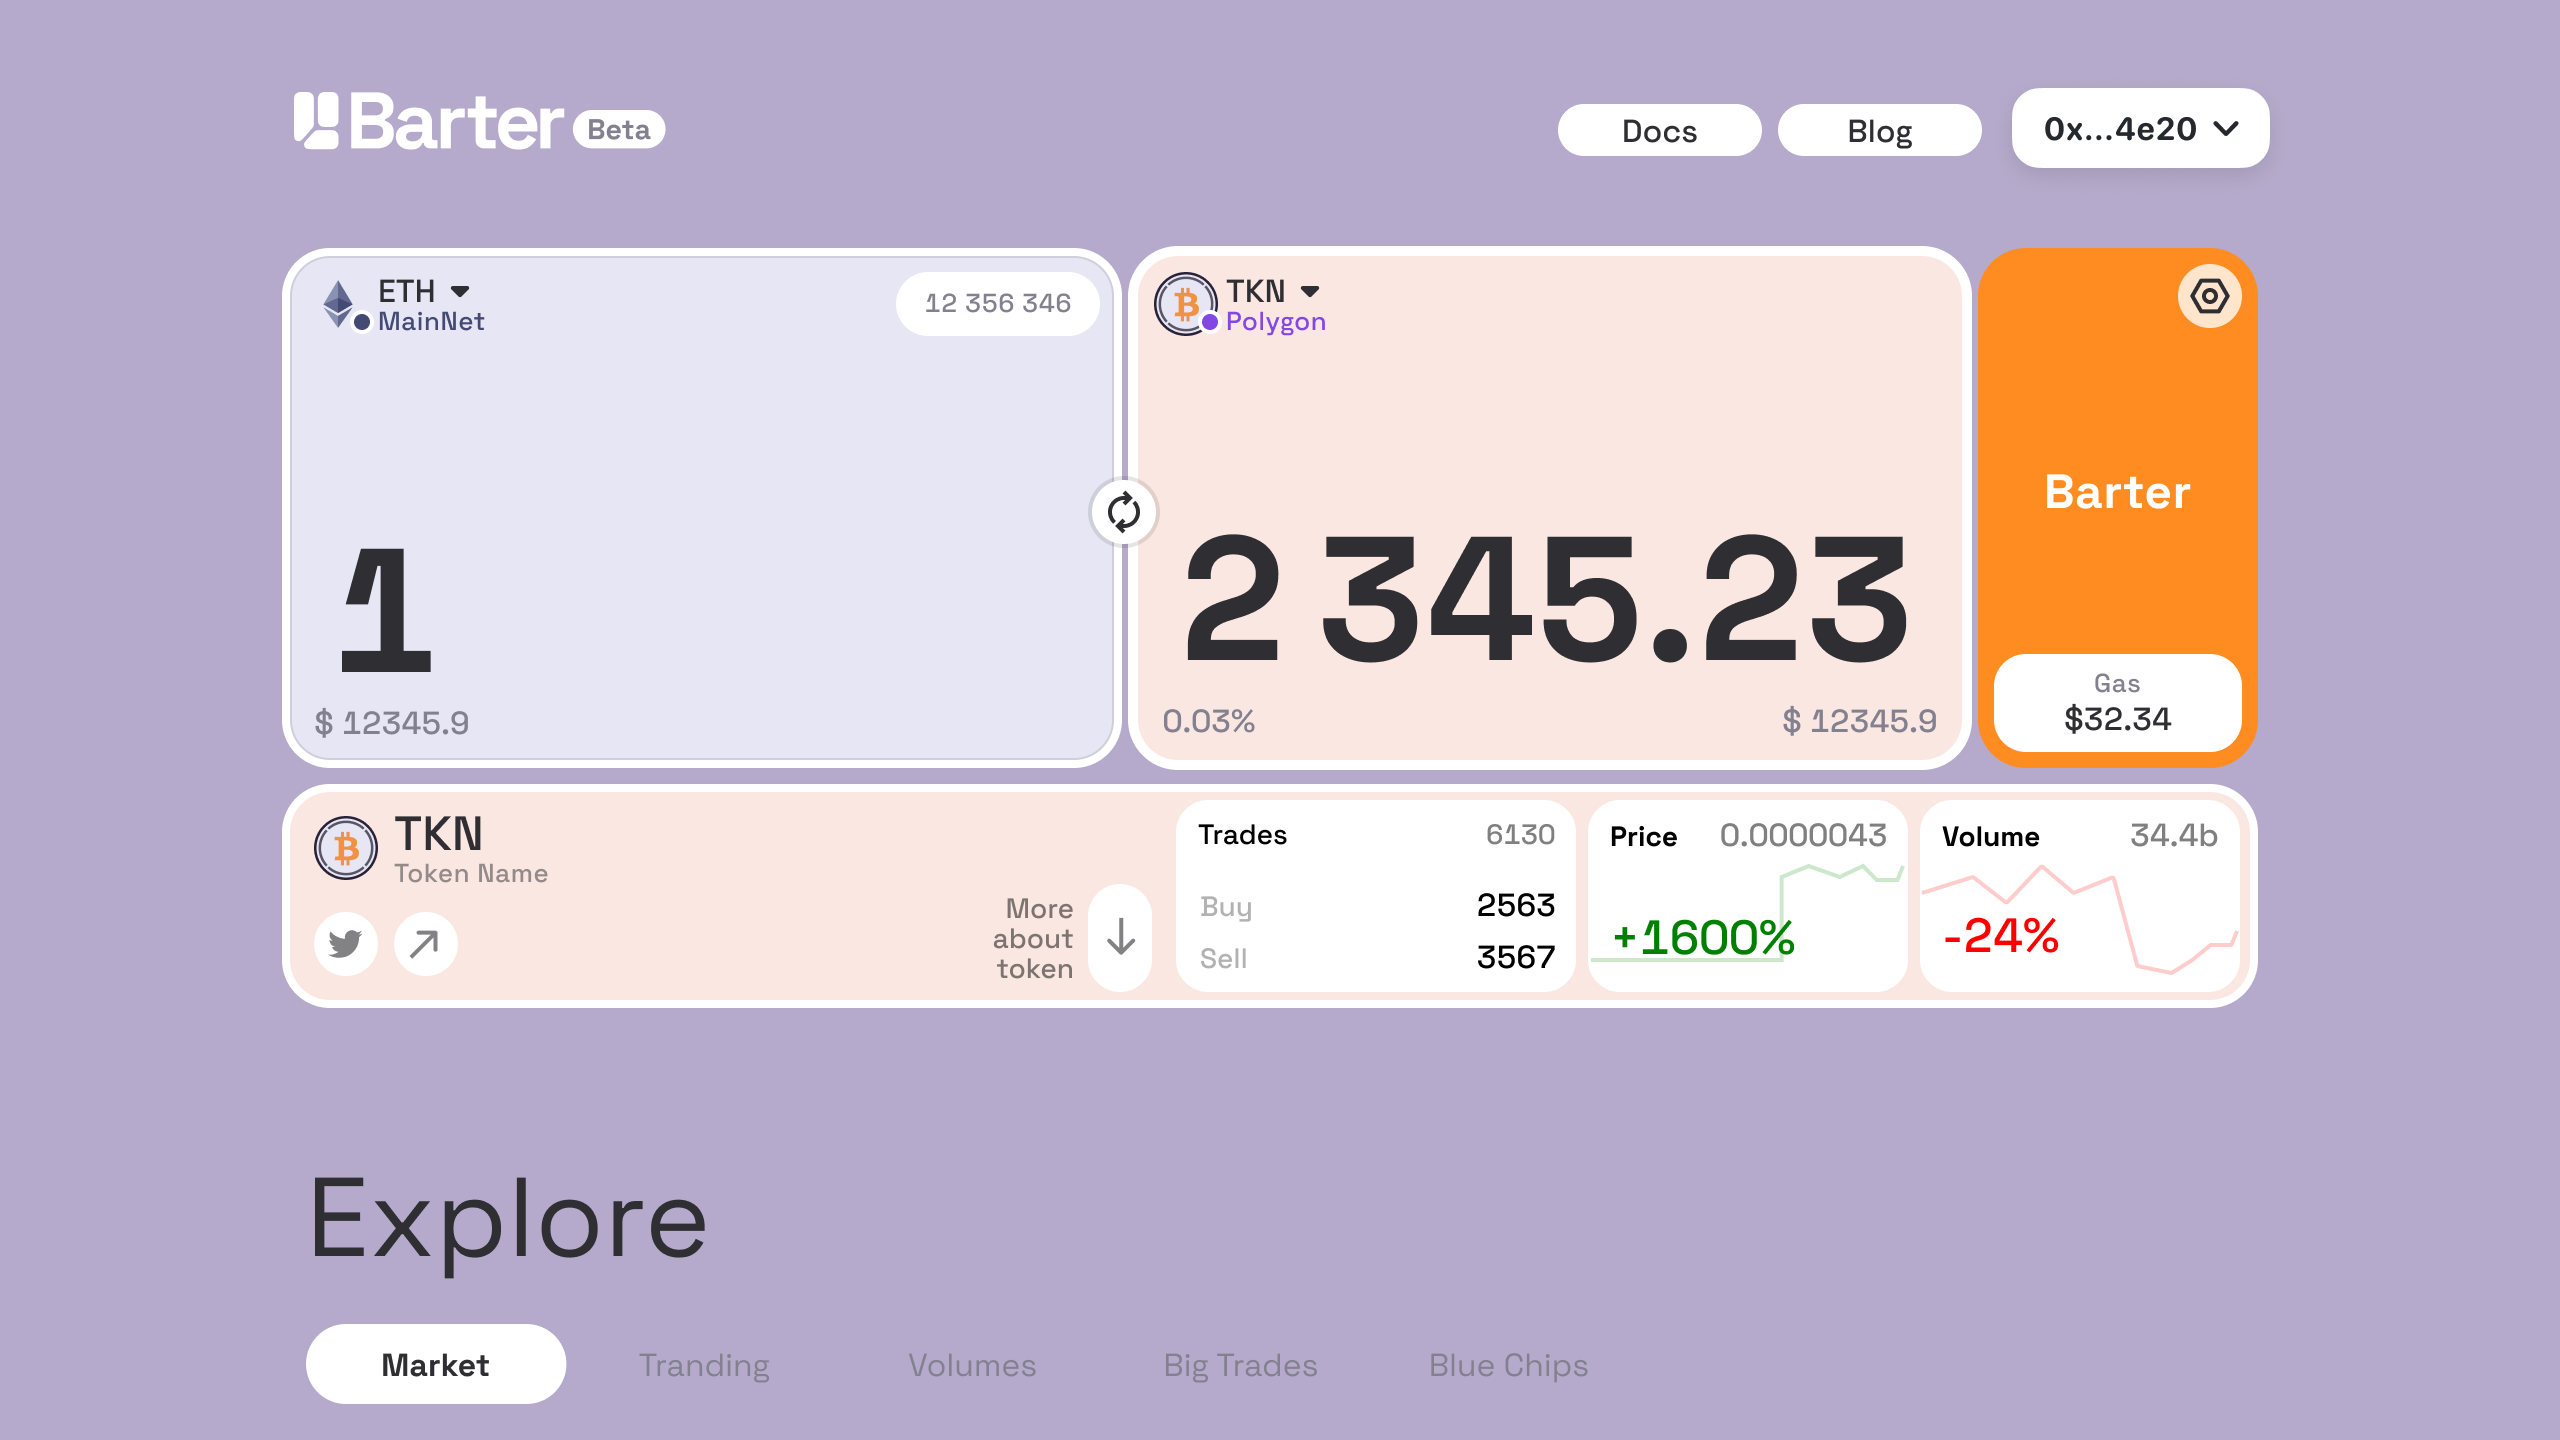 Barter Beta
Docs
Blog
0x...4e20
ETH
MainNet
12 356 346
1
$ 12345.9
TKN
Polygon
2 345.23
0.03%
$ 12345.9
Barter
Gas
$32.34
TKN
Token Name
More
about
token
Trades 6130
Buy 2563
Sell 3567
Price 0.0000043
+1600%
Volume 34.4b
-24%
Explore
Market
Tranding
Volumes
Big Trades
Blue Chips